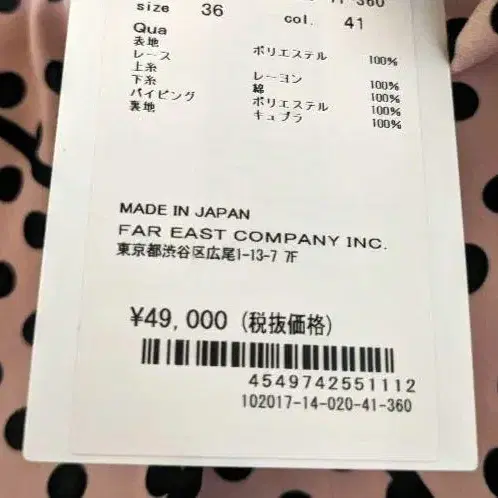 size 36 col. 41
Qua
表地 ポリエステル 100%
レース
上糸 レーヨン 100%
下糸 綿 100%
パイピング ポリエステル 100%
裏地 キュプラ 100%
MADE IN JAPAN
FAR EAST COMPANY INC.
東京都渋谷区広尾1-13-7 7F
¥49,000 (税抜価格)
4549742551112
102017-14-020-41-360